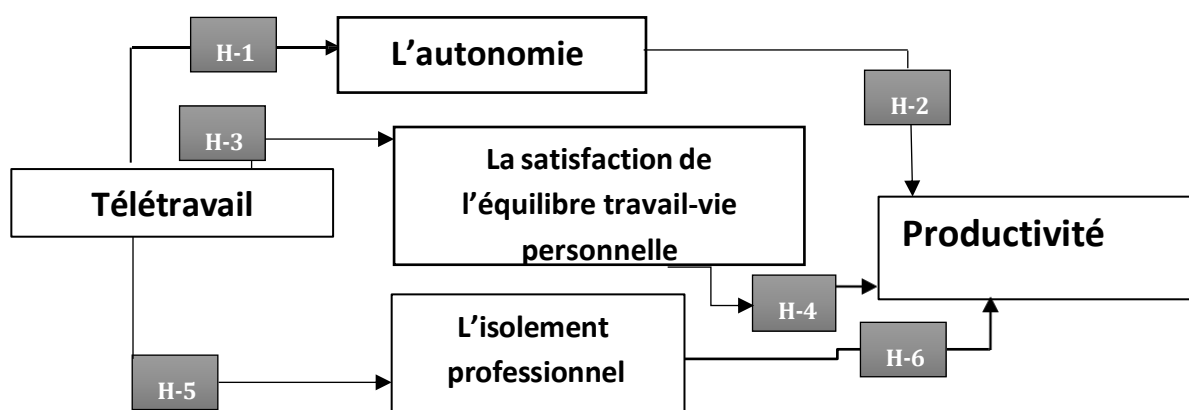 H-1
L’autonomie
H-2
H-3
La satisfaction de
l’équilibre travail-vie
personnelle
Télétravail
Productivité
H-4
L’isolement
professionnel
H-6
H-5